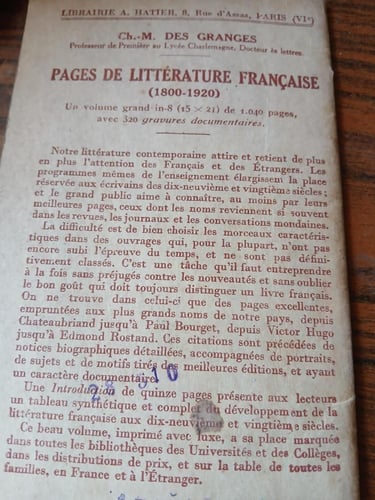 LIBRAIRIE A. HATIER, 8, Rue d'Assas, PARIS (VIe)
Ch.-M. DES GRANGES
Professeur de Première au Lycée Charlemagne, Docteur ès lettres.
PAGES DE LITTÉRATURE FRANÇAISE
(1800-1920)
Un volume grand in-8 (15 × 21) de 1.040 pages,
avec 320 gravures documentaires.
Notre littérature contemporaine attire et retient de plus
en plus l'attention des Français et des Étrangers. Les
programmes mêmes de l'enseignement élargissent la place
réservée aux écrivains des dix-neuvième et vingtième siècles ;
et le grand public aime à connaître, au moins par leurs
meilleures pages, ceux dont les noms reviennent si souvent
dans les revues, les journaux et les conversations mondaines.
La difficulté est de bien choisir les morceaux caractéris-
tiques dans des ouvrages qui, pour la plupart, n'ont pas
encore subi l'épreuve du temps, et ne sont pas défini-
tivement classés. C'est une tâche qu'il faut entreprendre
à la fois sans préjugés contre les nouveautés et sans oublier
le bon goût qui doit toujours distinguer un livre français.
On ne trouve dans celui-ci que des pages excellentes,
empruntées aux plus grands noms de notre pays, depuis
Chateaubriand jusqu'à Paul Bourget, depuis Victor Hugo
jusqu'à Edmond Rostand. Ces citations sont précédées de
notices biographiques détaillées, accompagnées de portraits,
de sujets et de motifs tirés des meilleures éditions, et ayant
un caractère documentaire.
Une Introduction de quinze pages présente aux lecteurs
un tableau synthétique et complet du développement de la
littérature française aux dix-neuvième et vingtième siècles.
Ce beau volume, imprimé avec luxe, a sa place marquée
dans toutes les bibliothèques des Universités et des Collèges,
dans les distributions de prix, et sur la table de toutes les
familles, en France et à l'Étranger.